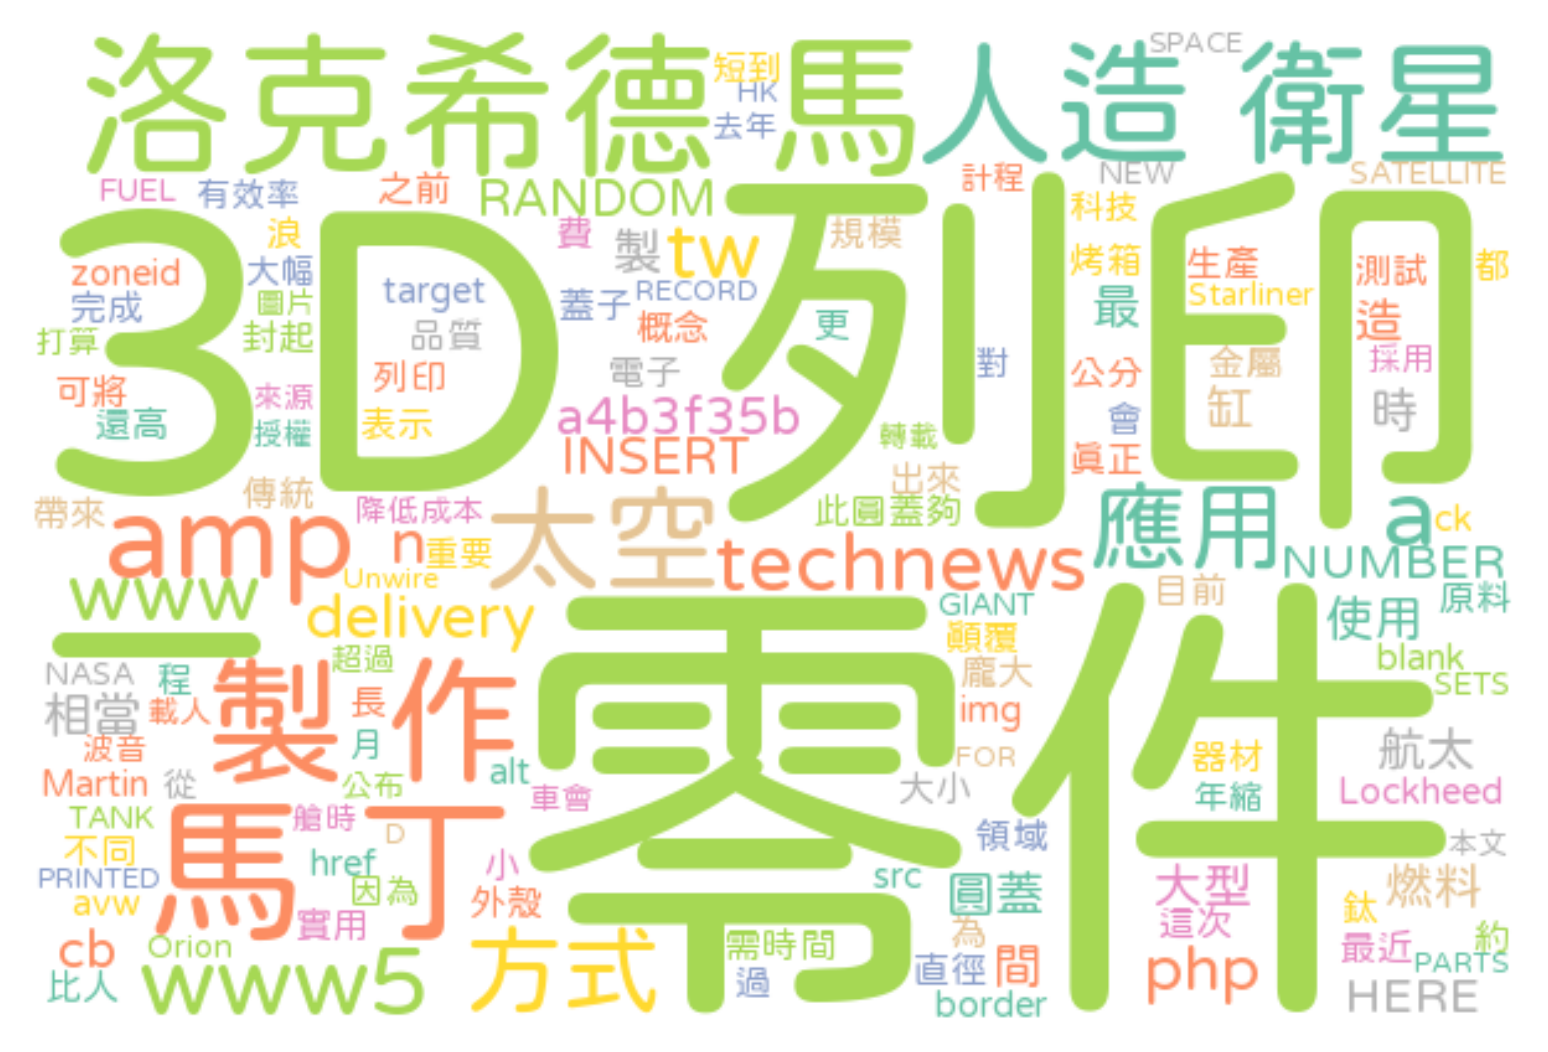 洛克希德馬
短到
HK
去年
人造 衛星
SPACE
FUEL
有效率
之前
RANDOM
計程
NEW
SATELLITE
3D 列印
浪
費
製
tw
規模
科技
zoneid
大幅
target
蓋子
RECORD
烤箱
生產
測試
都
完成
圖片
品質
概念
更
最
Starliner
造
打算
封起
列印
電子
對
公分
金屬
採用
可將
來源
表示
a4b3f35b
會
缸
時
還高
授權
INSERT
轉載
真正
帶來
傳統
降低成本
出來
此圓蓋夠
amp
n
重要
太空
technews
應用
a
ck
NUMBER
www
Unwire
delivery
零件
GIANT
目前
使用
原料
一
顛覆
NASA
程
超過
龐大
blank
SETS
相當
載人
製作
長
img
波音
月
FOR
器材
航太
Martin
從
公布
alt
車會
大小
年縮
Lockheed
TANK
艙時
D
領域
本文
不同
馬丁
href
小
PRINTED
因為
src
圓蓋
大型
燃料
avw
實用
外殼
這次
鈦
cb
Orion
方式
需時間
為
最近
約
比人
www5
過
直徑
間
php
PARTS
border
HERE